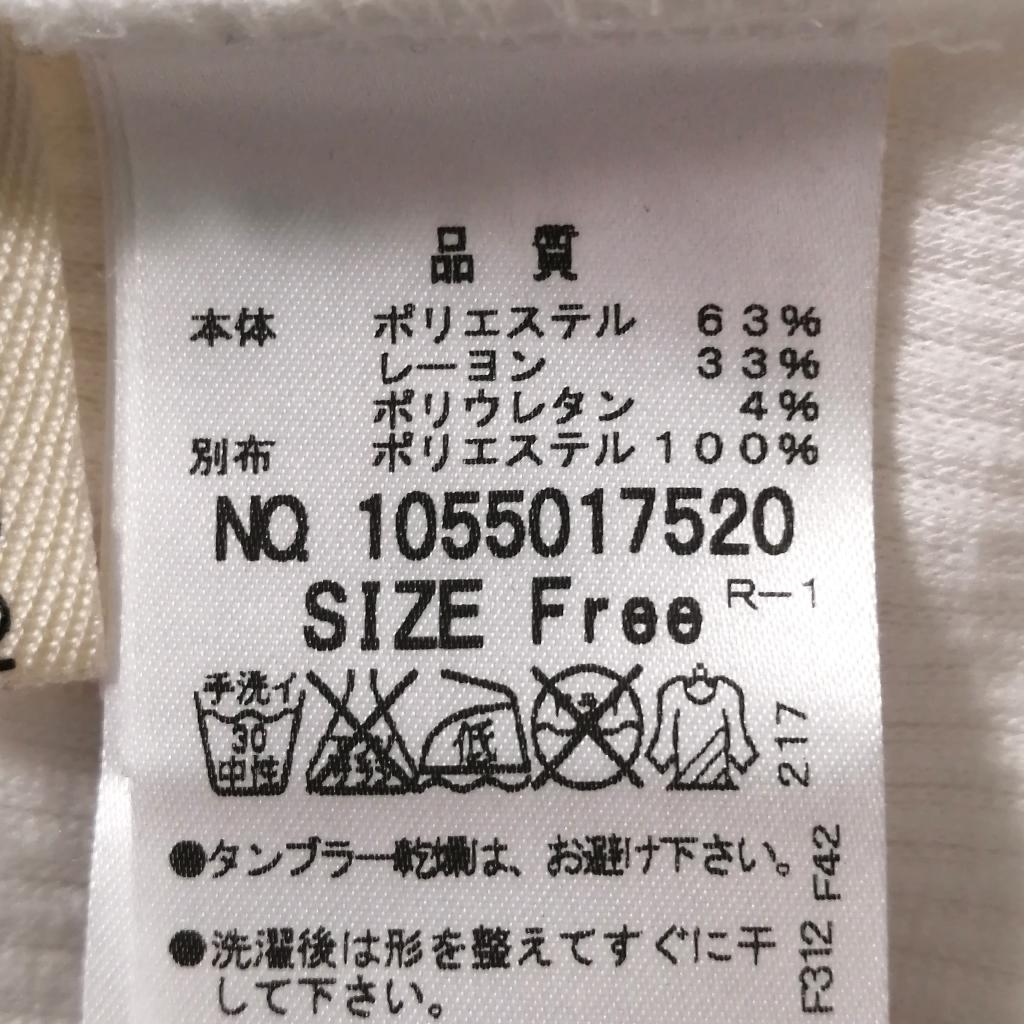 品 質
本体 ポリエステル 63%
レーヨン 33%
ポリウレタン 4%
別布 ポリエステル 100%
NO. 1055017520
SIZE Free R-1
手洗イ
30
中性
低
217
●タンブラー乾燥は、お避け下さい。
F42
●洗濯後は形を整えてすぐに干
して下さい。
F312